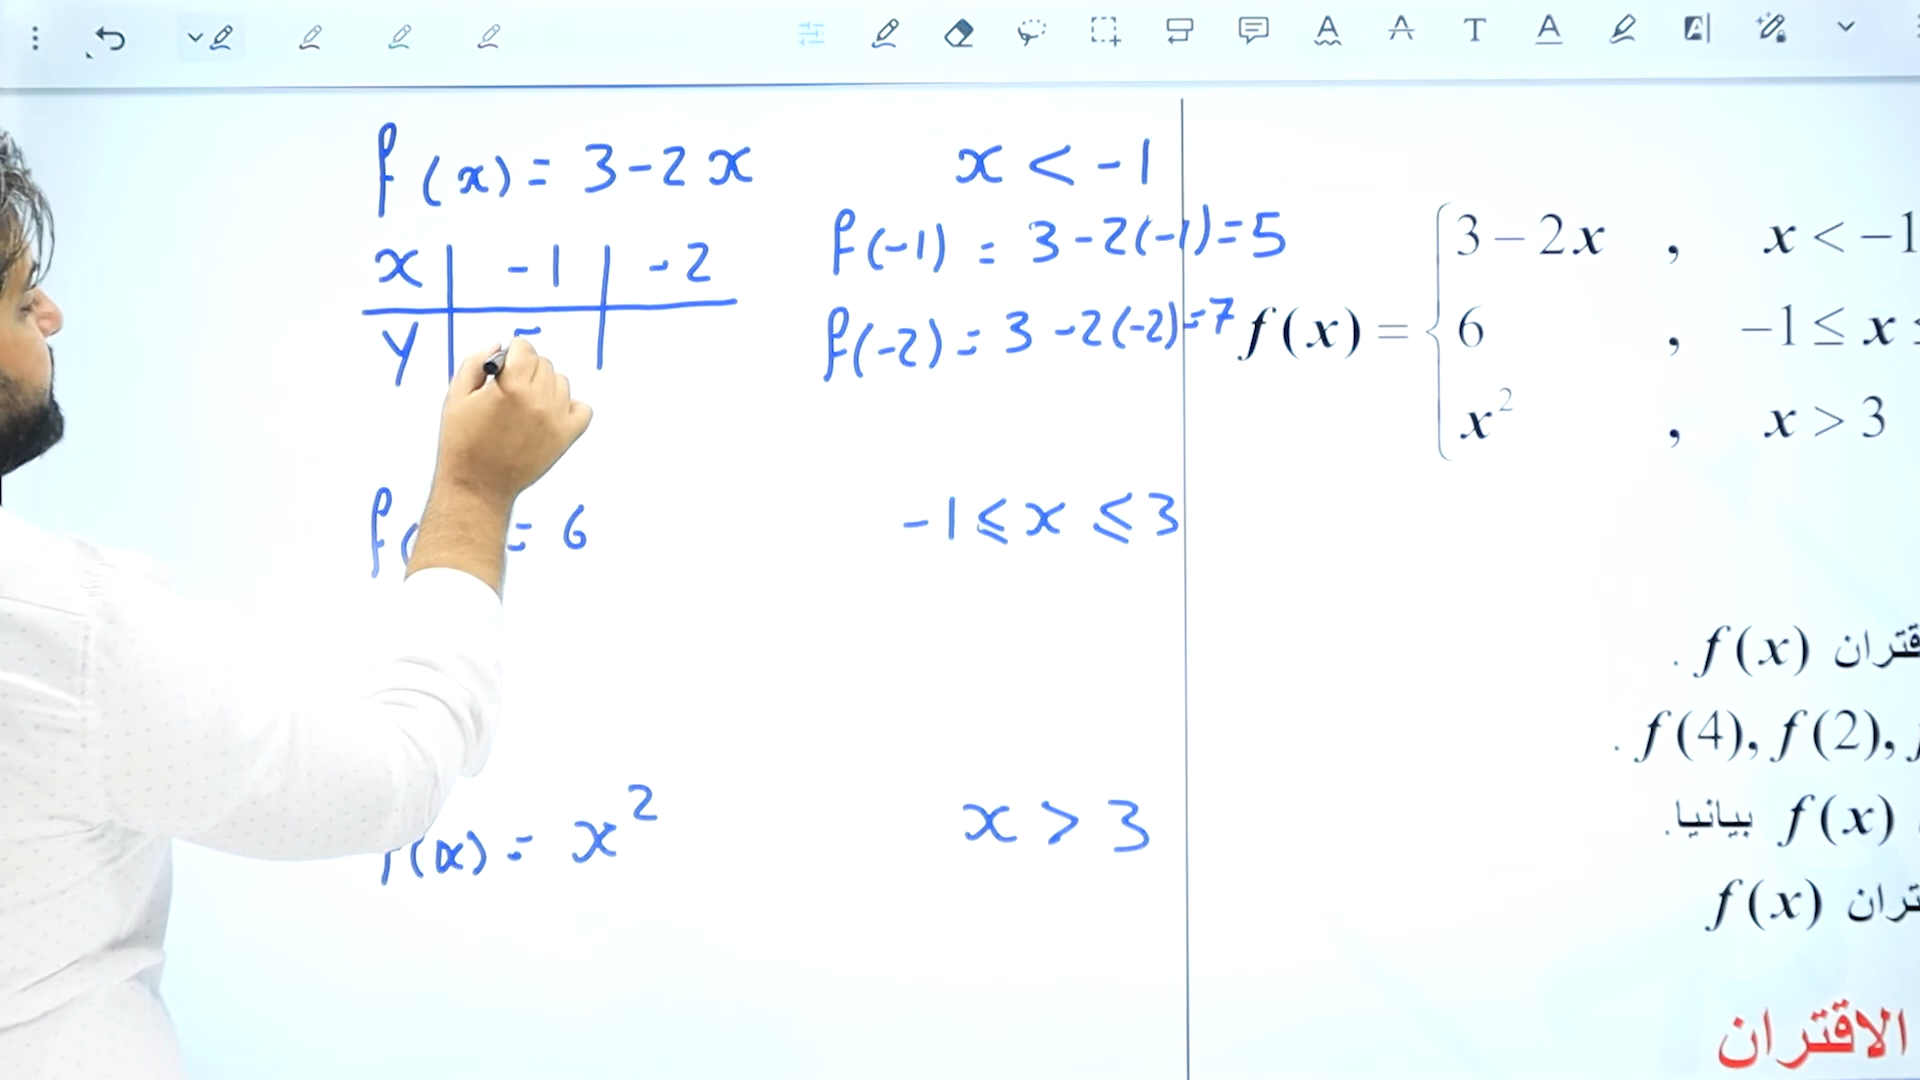 f(x) = 3 - 2x x < -1
x -1 -2
y 5
f(-1) = 3 - 2(-1) = 5
f(-2) = 3 - 2(-2) = 7
= 6 -1 ≤ x ≤ 3
f(x) = x² x > 3
f(x) = { 3 - 2x , x < -1
6 , -1 ≤ x ≤
x² , x > 3
f(x) .
f(4), f(2), .
f(x) بيانيا.
f(x)
الاقتران